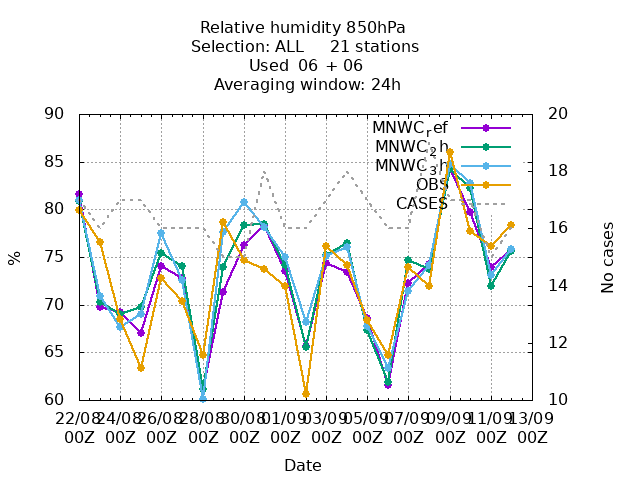 Relative humidity 850hPa
Selection: ALL 21 stations
Used 06 + 06
Averaging window: 24h
90 20
MNWC_ref
MNWC_2h
MNWC_3h
OBS
CASES
85 18
80 16
75
70 14
65 12
60 10
%
No cases
22/08 24/08 26/08 28/08 30/08 01/09 03/09 05/09 07/09 09/09 11/09 13/09
00Z 00Z 00Z 00Z 00Z 00Z 00Z 00Z 00Z 00Z 00Z 00Z
Date